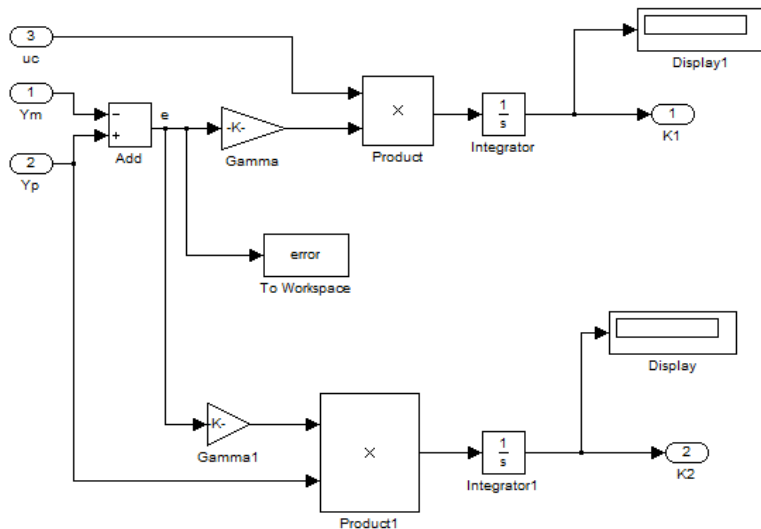 3
uc
Display1
1
Ym
−
+
Add
e
-K-
Gamma
×
Product
1
s
Integrator
1
K1
2
Yp
error
To Workspace
Display
-K-
Gamma1
×
Product1
1
s
Integrator1
2
K2